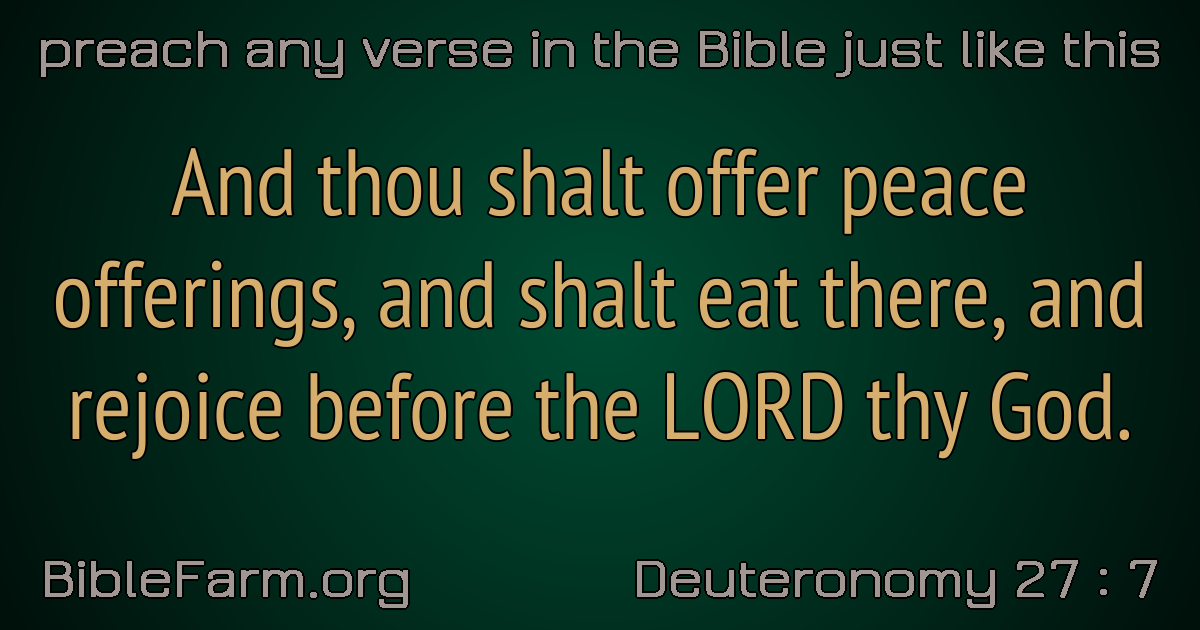 preach any verse in the Bible just like this
And thou shalt offer peace
offerings, and shalt eat there, and
rejoice before the LORD thy God.
BibleFarm.org
Deuteronomy 27 : 7